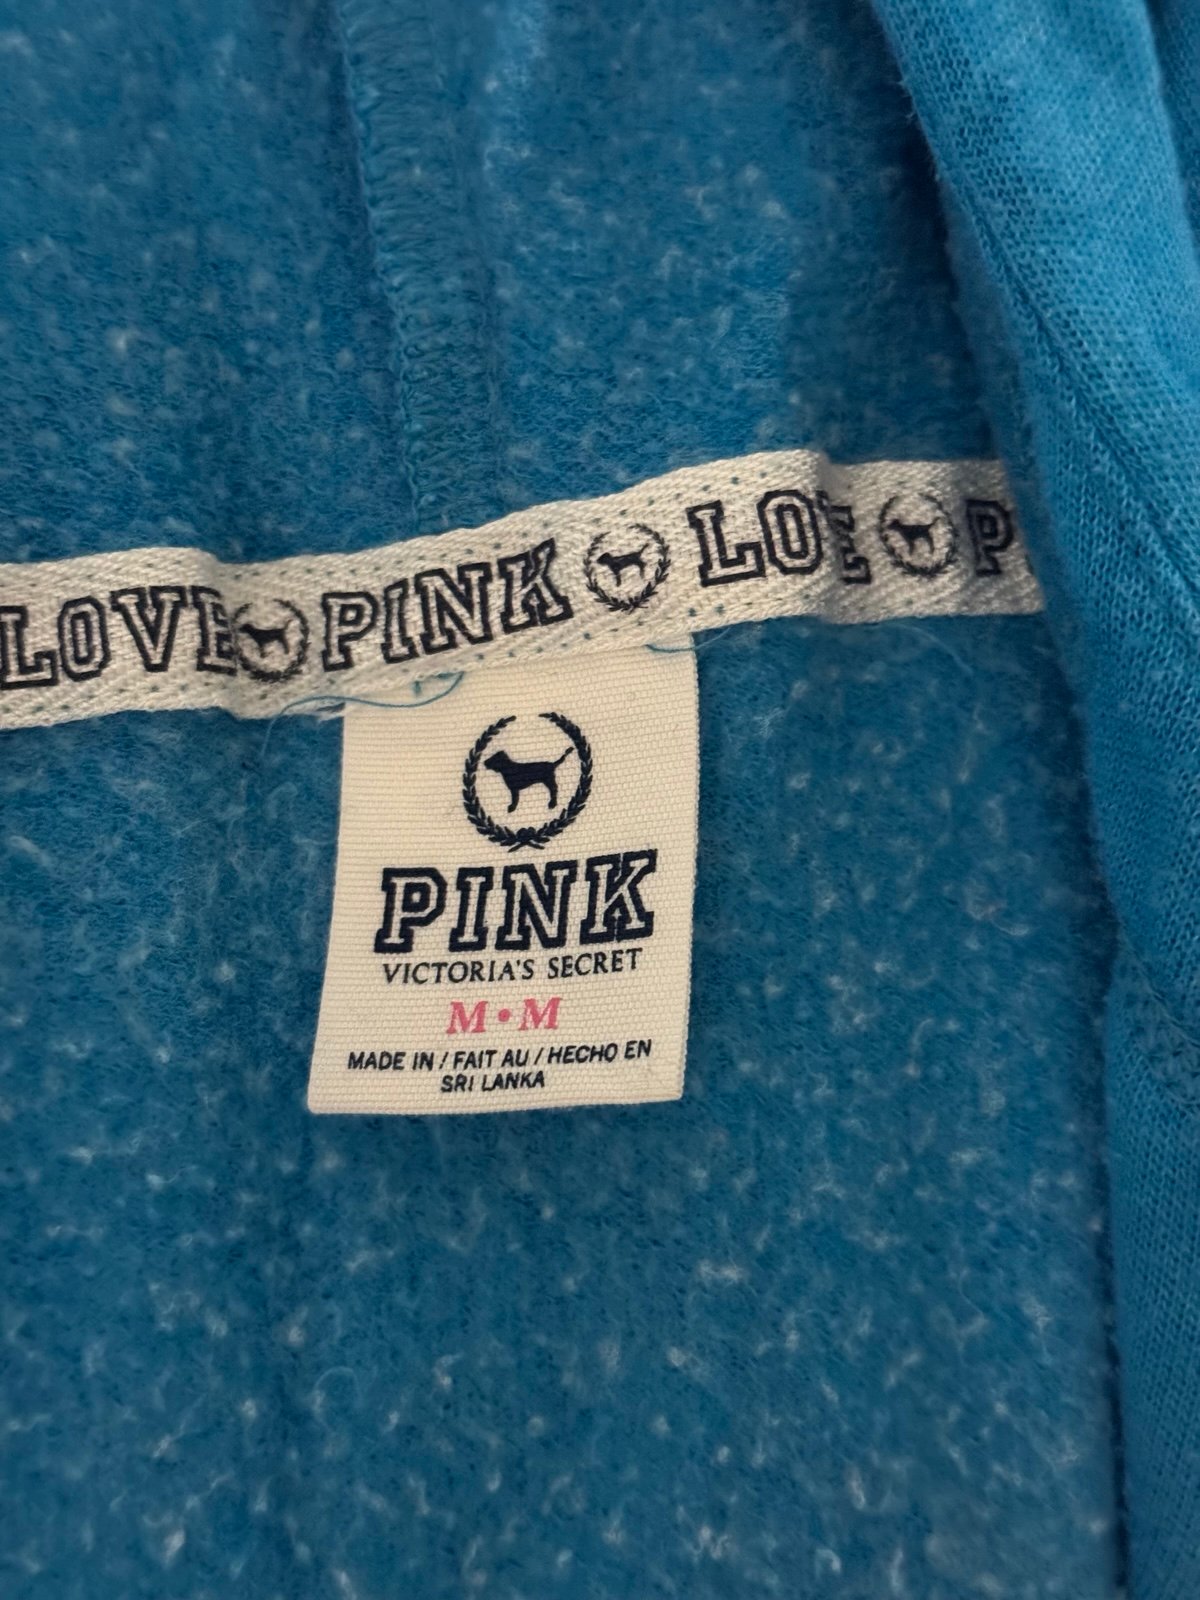 LOVE PINK LOVE P
PINK
VICTORIA'S SECRET
M • M
MADE IN / FAIT AU / HECHO EN
SRI LANKA